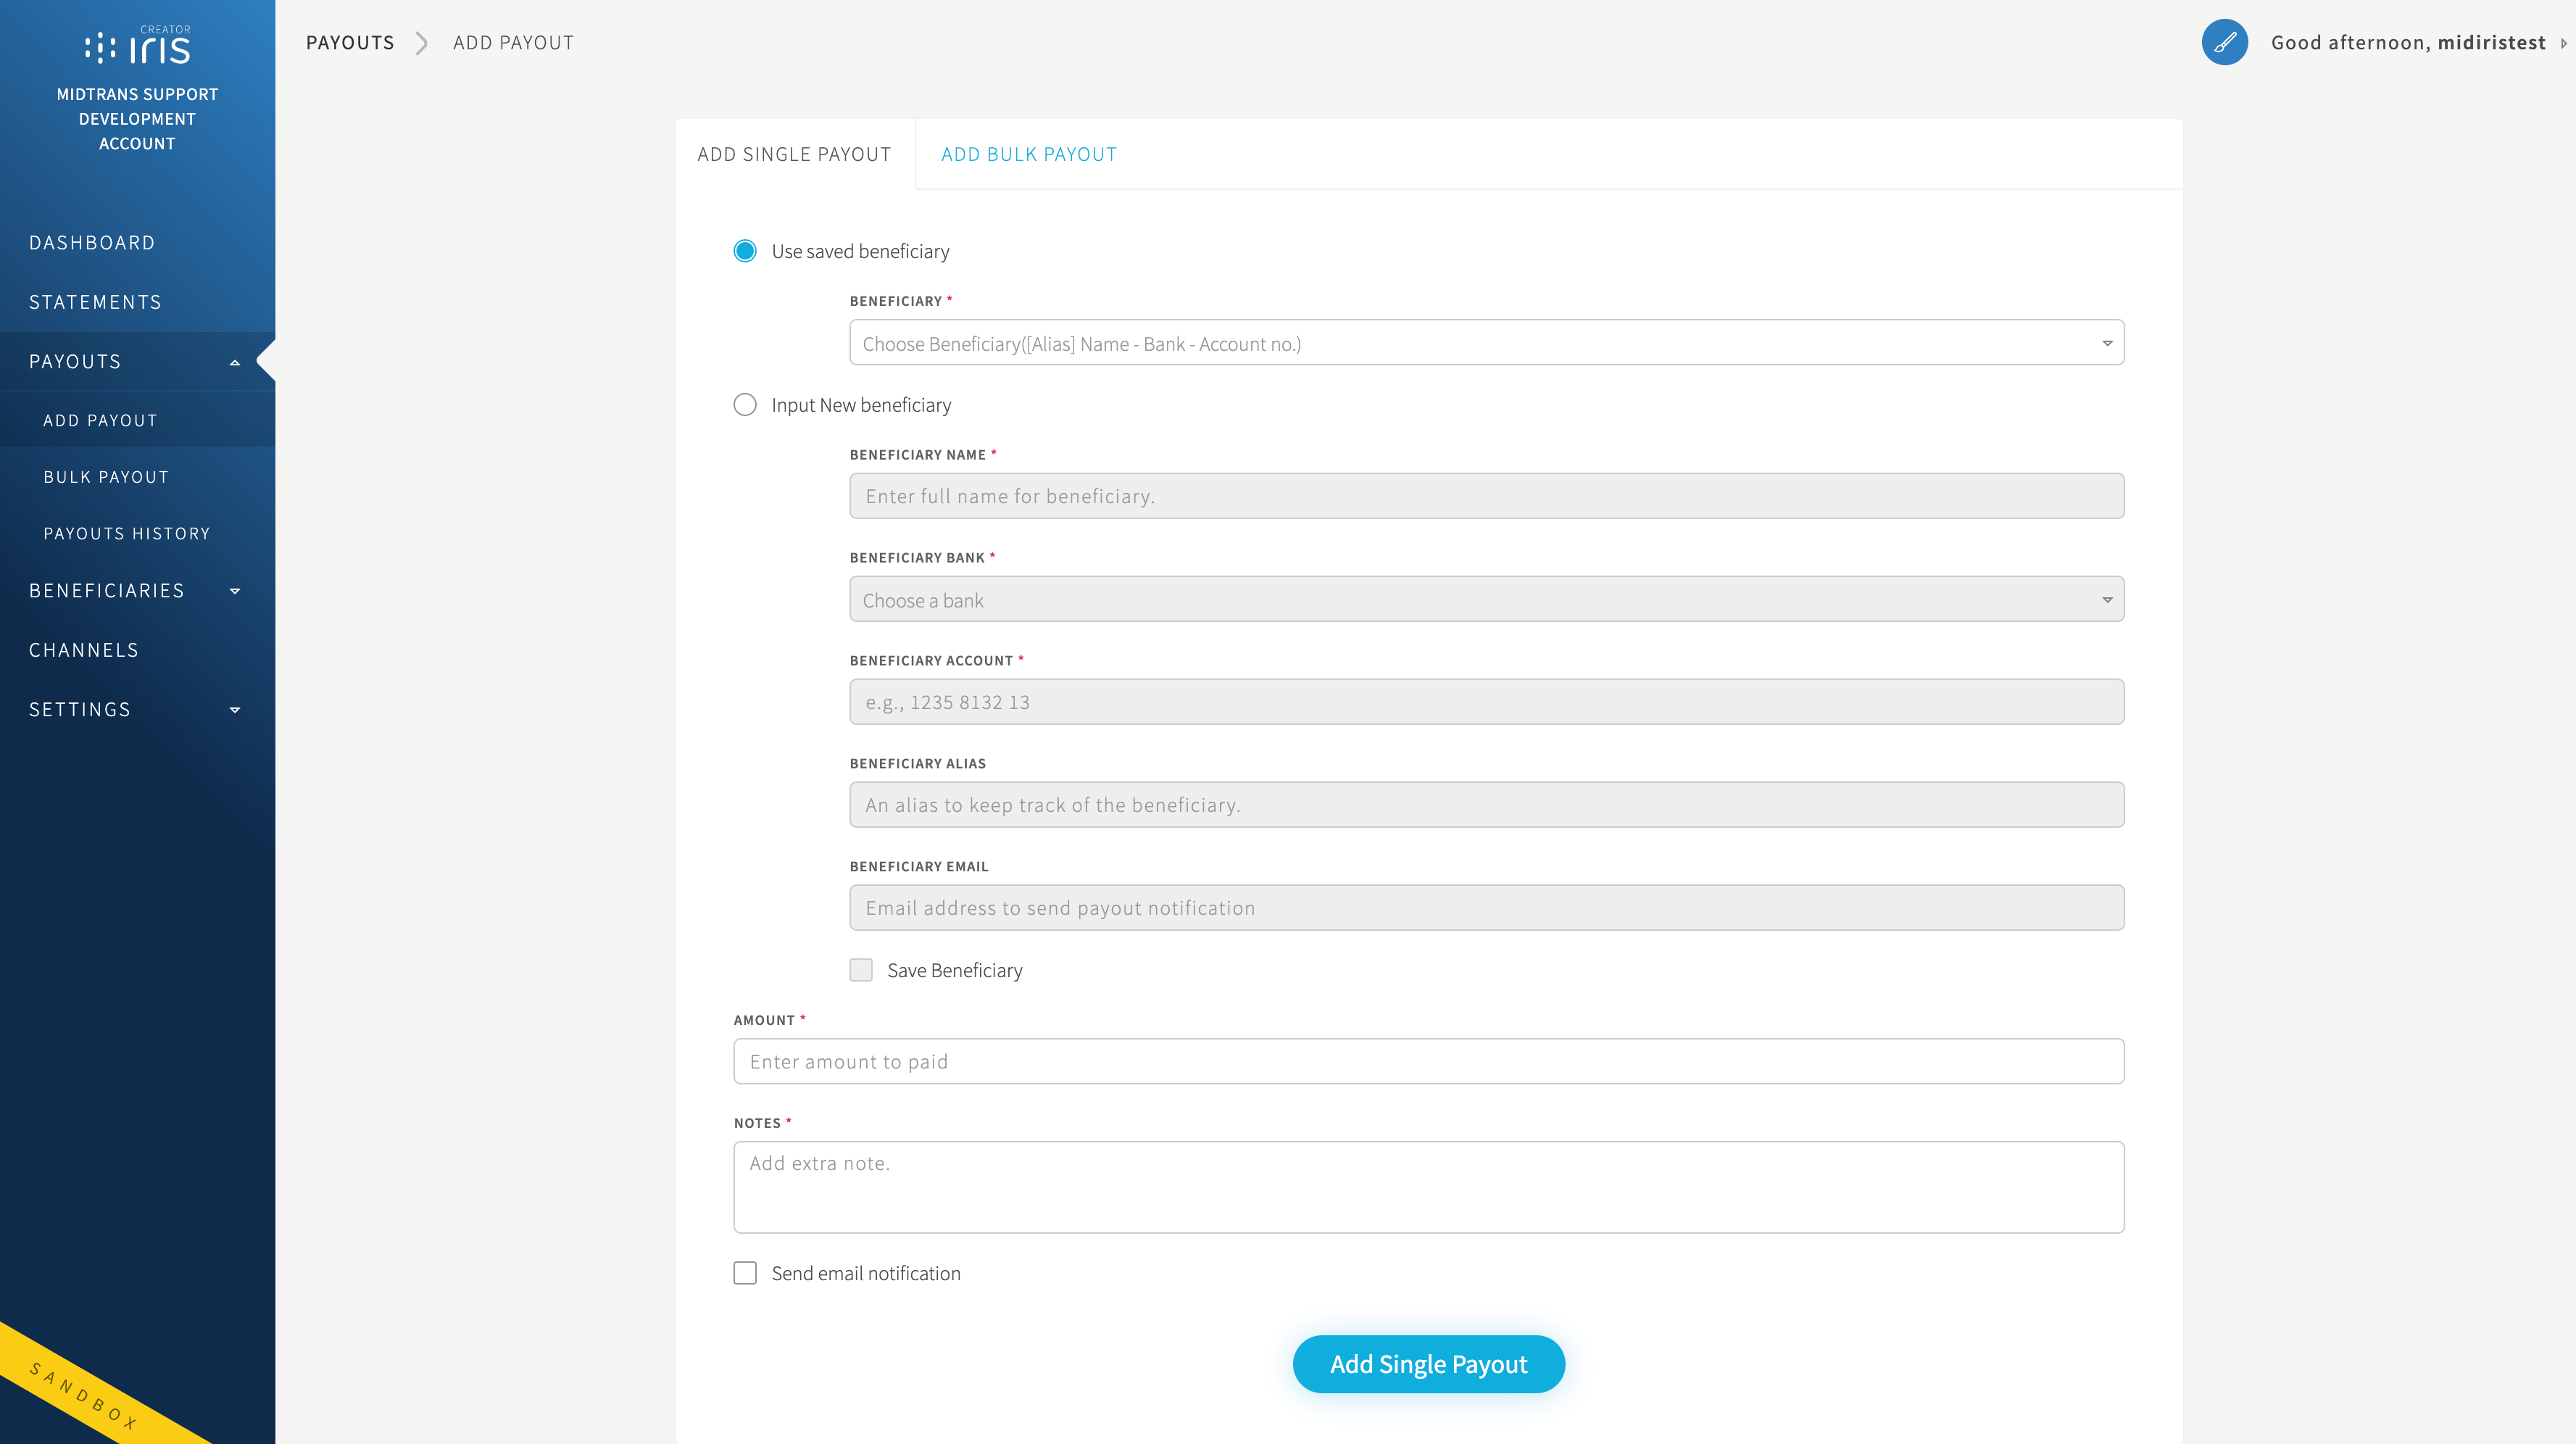 CREATOR
Iris
MIDTRANS SUPPORT
DEVELOPMENT
ACCOUNT
DASHBOARD
STATEMENTS
PAYOUTS
ADD PAYOUT
BULK PAYOUT
PAYOUTS HISTORY
BENEFICIARIES
CHANNELS
SETTINGS
SANDBOX
PAYOUTS ADD PAYOUT
Good afternoon, midiristest
ADD SINGLE PAYOUT
ADD BULK PAYOUT
Use saved beneficiary
BENEFICIARY *
Choose Beneficiary([Alias] Name - Bank - Account no.)
Input New beneficiary
BENEFICIARY NAME *
Enter full name for beneficiary.
BENEFICIARY BANK *
Choose a bank
BENEFICIARY ACCOUNT *
e.g., 1235 8132 13
BENEFICIARY ALIAS
An alias to keep track of the beneficiary.
BENEFICIARY EMAIL
Email address to send payout notification
Save Beneficiary
AMOUNT *
Enter amount to paid
NOTES *
Add extra note.
Send email notification
Add Single Payout